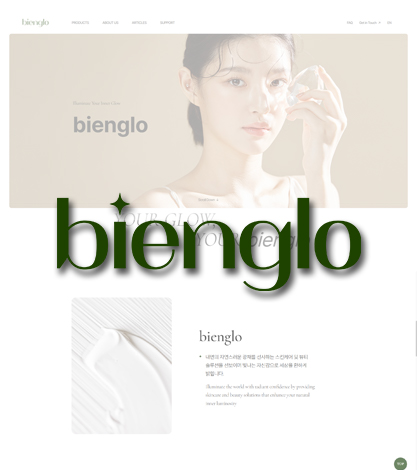 bienglo
PRODUCTS ABOUT US BIENGLO SUPPORT
bienglo
YOUR GLOW,
YOU bienglo
bienglo
bienglo
내면의 자연스러운 광채를 선사하는 스킨케어 및 뷰티
솔루션을 선보이며 빛나는 자신감으로 세상을 환하게
밝힙니다.
Illuminate the world with radiant confidence by providing
skincare and beauty solutions that enhance your natural
inner luminosity
TOP